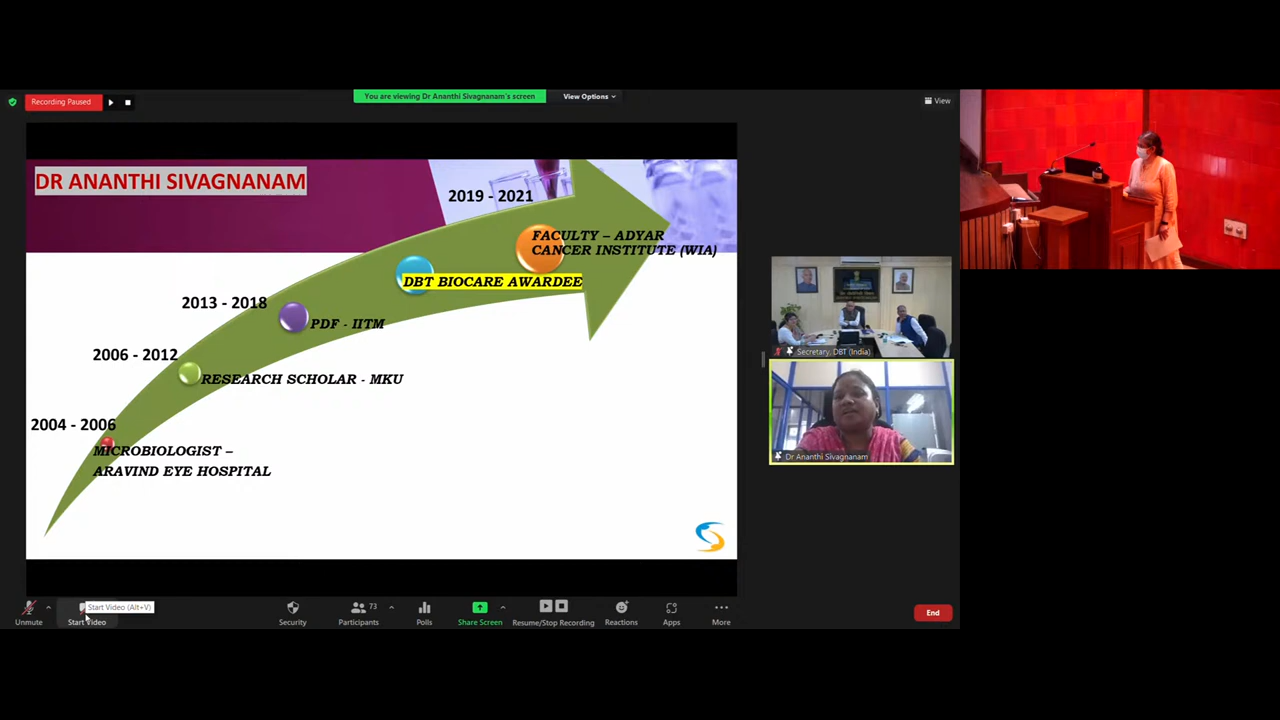 Recording Paused
You are viewing Dr Ananthi Sivagnanam's screen
View Options
View
DR ANANTHI SIVAGNANAM
2019 - 2021
FACULTY – ADYAR
CANCER INSTITUTE (WIA)
DBT BIOCARE AWARDEE
2013 - 2018
PDF - IITM
2006 - 2012
RESEARCH SCHOLAR - MKU
2004 - 2006
MICROBIOLOGIST –
ARAVIND EYE HOSPITAL
Secretary, DBT (India)
Dr Ananthi Sivagnanam
Start Video (Alt+V)
Unmute
Start Video
Security
73
Participants
Polls
Share Screen
Resume/Stop Recording
Reactions
Apps
More
End